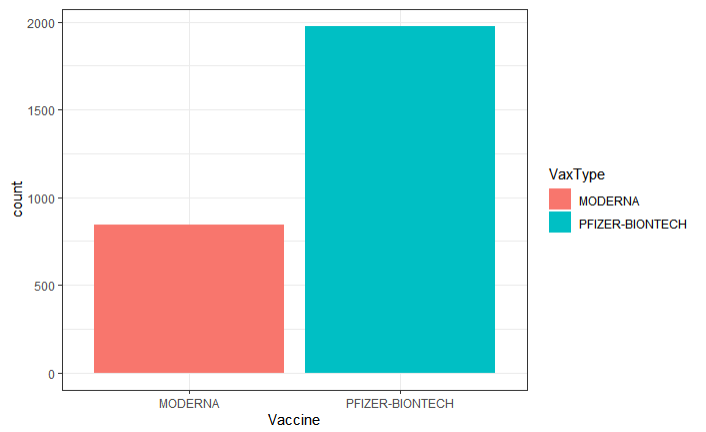 2000
1500
1000
500
0
count
MODERNA
PFIZER-BIONTECH
Vaccine
VaxType
MODERNA
PFIZER-BIONTECH